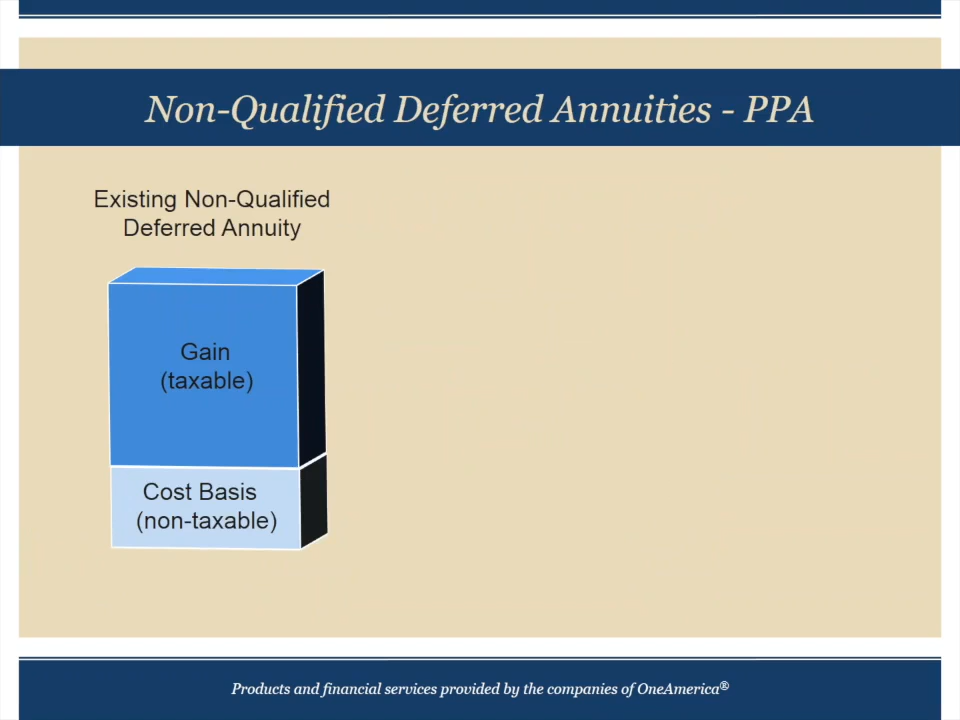 Non-Qualified Deferred Annuities - PPA
Existing Non-Qualified
Deferred Annuity
Gain
(taxable)
Cost Basis
(non-taxable)
Products and financial services provided by the companies of OneAmerica®